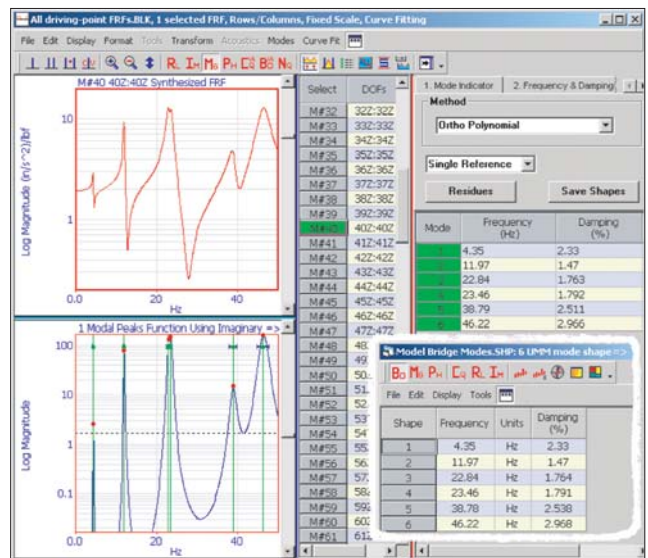 All driving-point FRFs.BLK, 1 selected FRF, Rows/Columns, Fixed Scale, Curve Fitting
File Edit Display Format Tools Transform Acoustics Modes Curve Fit
M#40 40Z:40Z Synthesized FRF
Log Magnitude (in/s^2)/lbf
10
1
0.0 20 40
Hz
1 Modal Peaks Function Using Imaginary =>
Log Magnitude
100
10
1
0.1
0.0 20 40
Hz
Select DOFs
M#32 32Z:32Z
M#33 33Z:33Z
M#34 34Z:34Z
M#35 35Z:35Z
M#36 36Z:36Z
M#37 37Z:37Z
M#38 38Z:38Z
M#39 39Z:39Z
M#40 40Z:40Z
M#41 41Z:41Z
M#42 42Z:42Z
M#43 43Z:43Z
M#44 44Z:44Z
M#45 45Z:45Z
M#46 46Z:46Z
M#47 47Z:47Z
M#48
M#49
M#50
M#51
M#52
M#53
M#54
M#55
M#56
M#57
M#58
M#59
M#60
M#61
1. Mode Indicator 2. Frequency & Damping
Method
Ortho Polynomial
Single Reference
Residues Save Shapes
Mode Frequency (Hz) Damping (%)
4.35 2.33
11.97 1.47
22.84 1.763
23.46 1.792
38.79 2.511
46.22 2.966
Model Bridge Modes.SHP: 6 UMM mode shape =>
File Edit Display Tools
Shape Frequency Units Damping (%)
1 4.35 Hz 2.33
2 11.97 Hz 1.47
3 22.84 Hz 1.764
4 23.46 Hz 1.791
5 38.78 Hz 2.538
6 46.22 Hz 2.968